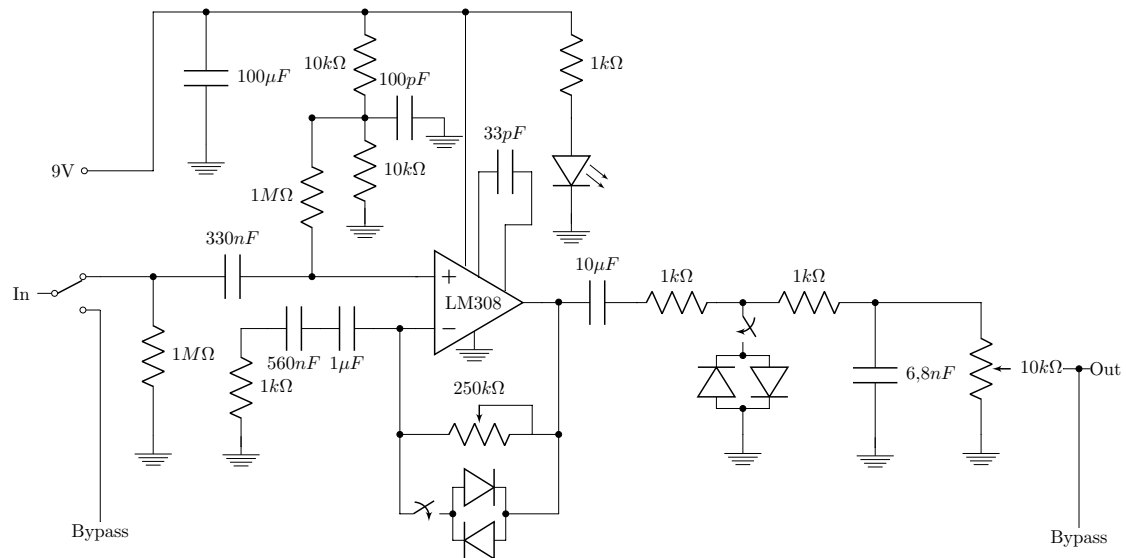 10kΩ
1kΩ
100μF
100pF
33pF
9V
10kΩ
1MΩ
330nF
10μF
1kΩ
1kΩ
+
LM308
−
In
1MΩ
560nF
1μF
1kΩ
250kΩ
6,8nF
10kΩ
Out
Bypass
Bypass